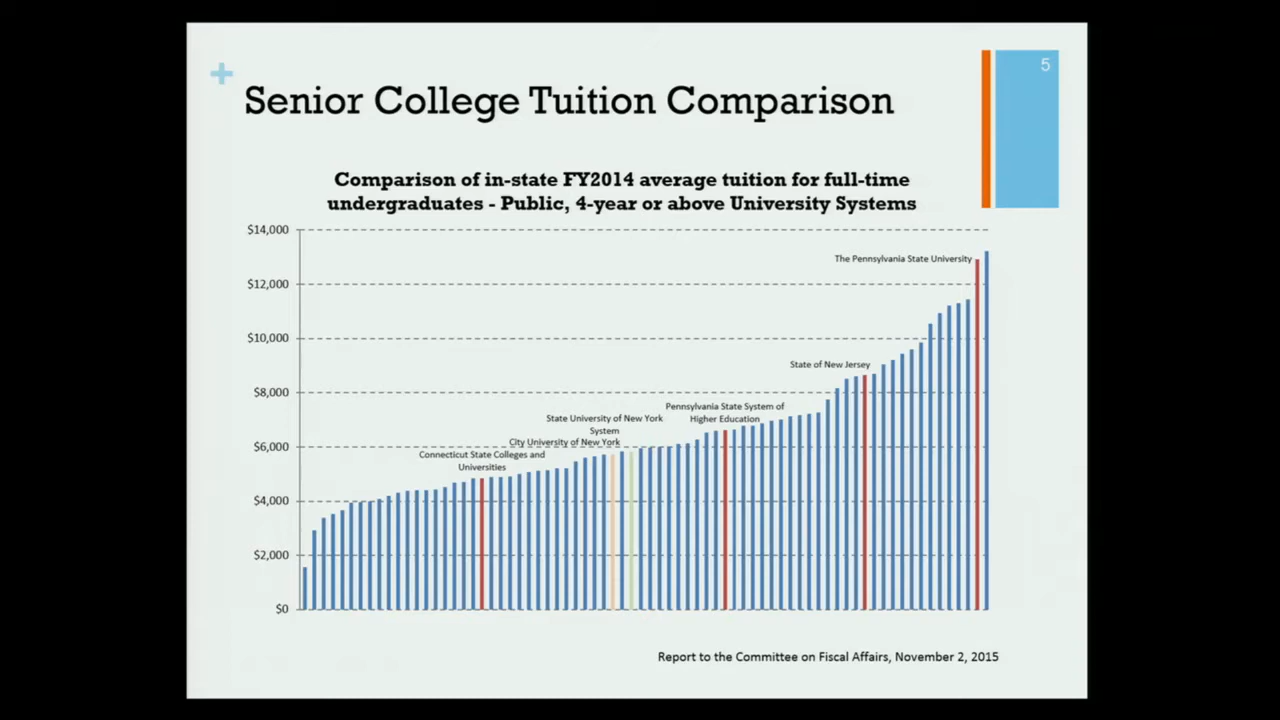 5
+
Senior College Tuition Comparison
Comparison of in-state FY2014 average tuition for full-time
undergraduates - Public, 4-year or above University Systems
$14,000
The Pennsylvania State University
$12,000
$10,000
State of New Jersey
$8,000
Pennsylvania State System of
Higher Education
State University of New York
System
City University of New York
$6,000
Connecticut State Colleges and
Universities
$4,000
$2,000
$0
Report to the Committee on Fiscal Affairs, November 2, 2015